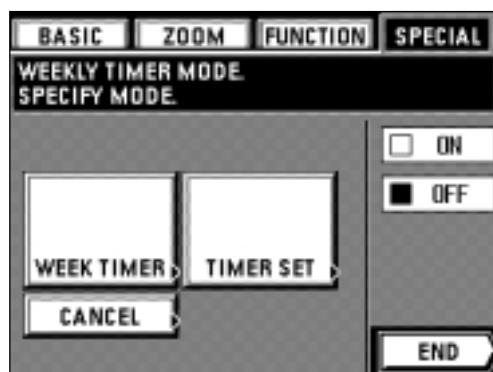 BASIC ZOOM FUNCTION SPECIAL
WEEKLY TIMER MODE.
SPECIFY MODE.
ON
OFF
WEEK TIMER TIMER SET
CANCEL
END